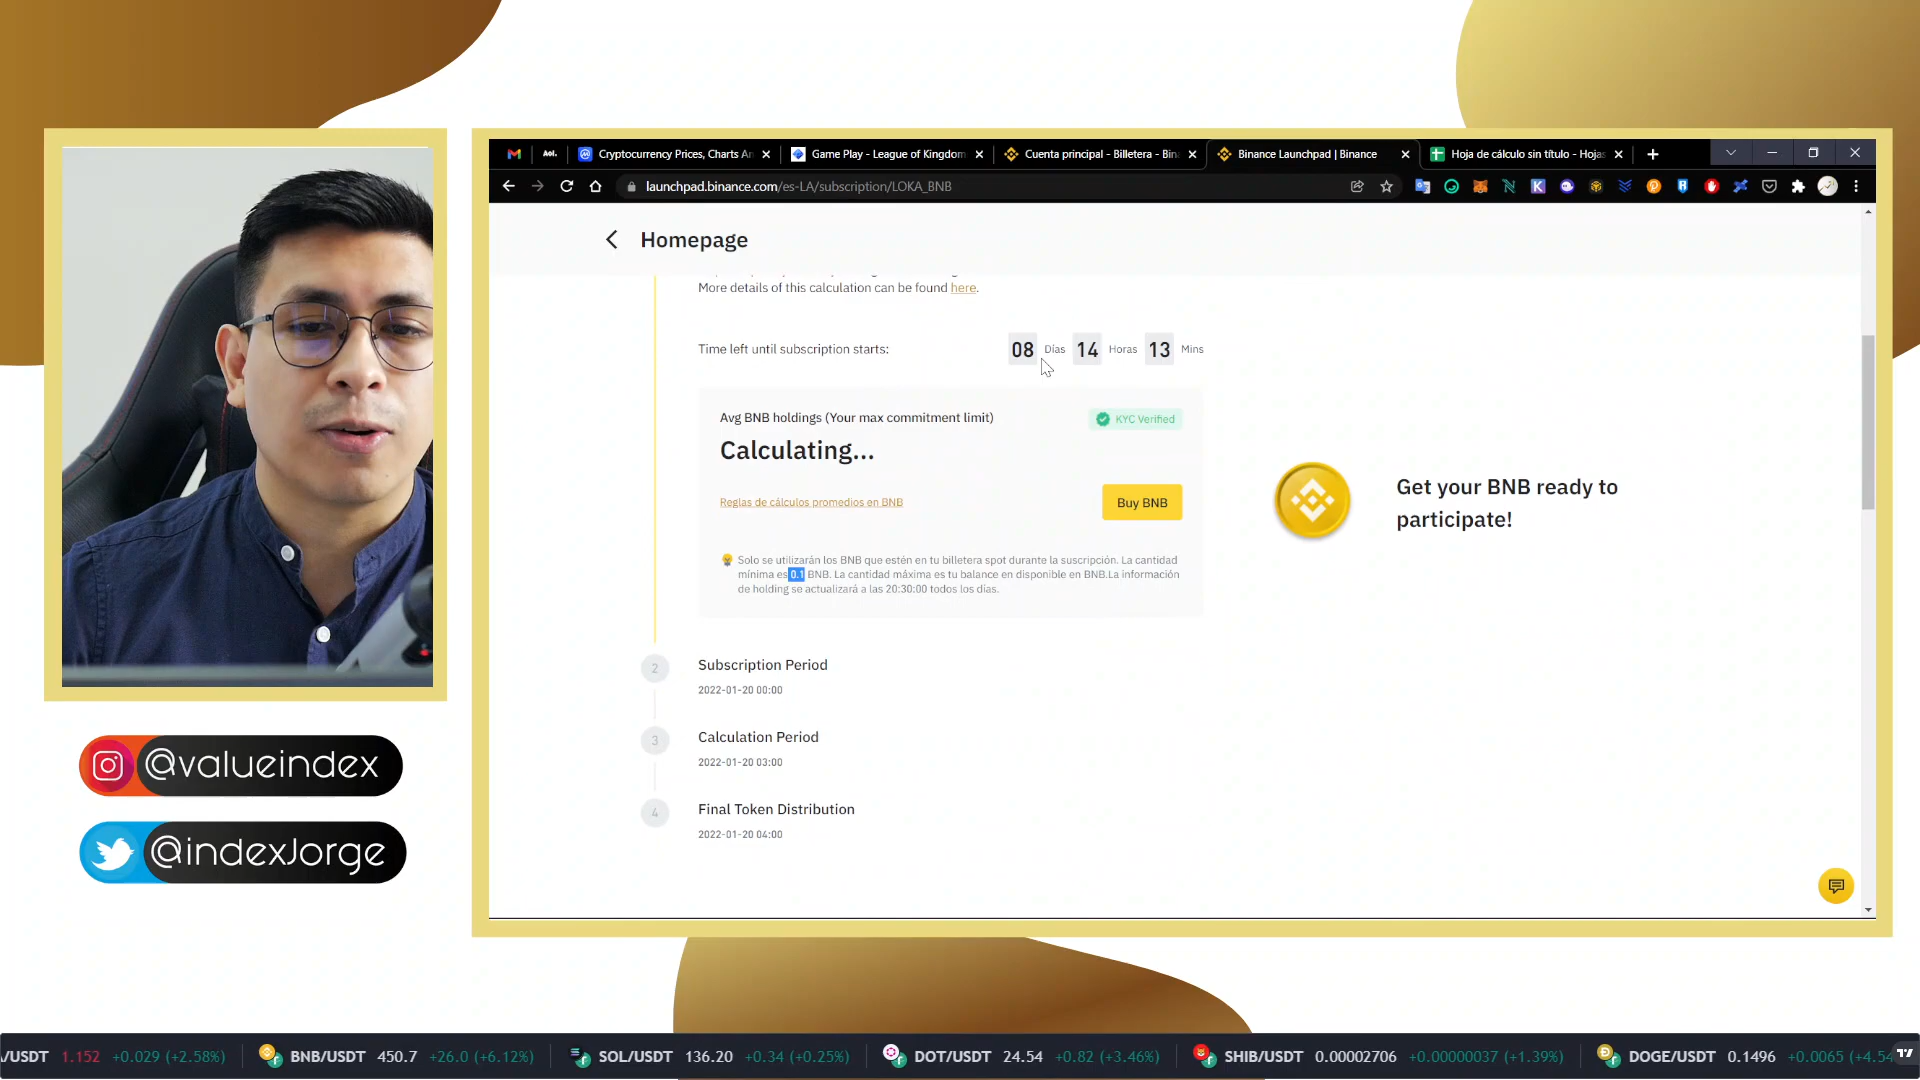 Aol.
Cryptocurrency Prices, Charts An
Game Play - League of Kingdom
Cuenta principal - Billetera - Bin
Binance Launchpad | Binance
Hoja de cálculo sin título - Hojas
launchpad.binance.com/es-LA/subscription/LOKA_BNB
Homepage
More details of this calculation can be found here.
Time left until subscription starts:
08 Días 14 Horas 13 Mins
Avg BNB holdings (Your max commitment limit)
KYC Verified
Calculating...
Reglas de cálculos promedios en BNB
Buy BNB
Solo se utilizarán los BNB que estén en tu billetera spot durante la suscripción. La cantidad
mínima es 0.1 BNB. La cantidad máxima es tu balance en disponible en BNB.La información
de holding se actualizará a las 20:30:00 todos los días.
Get your BNB ready to
participate!
2 Subscription Period
2022-01-20 00:00
3 Calculation Period
2022-01-20 03:00
4 Final Token Distribution
2022-01-20 04:00
@valueindex
@indexJorge
/USDT 1.152 +0.029 (+2.58%) BNB/USDT 450.7 +26.0 (+6.12%) SOL/USDT 136.20 +0.34 (+0.25%) DOT/USDT 24.54 +0.82 (+3.46%) SHIB/USDT 0.00002706 +0.00000037 (+1.39%) DOGE/USDT 0.1496 +0.0065 (+4.54